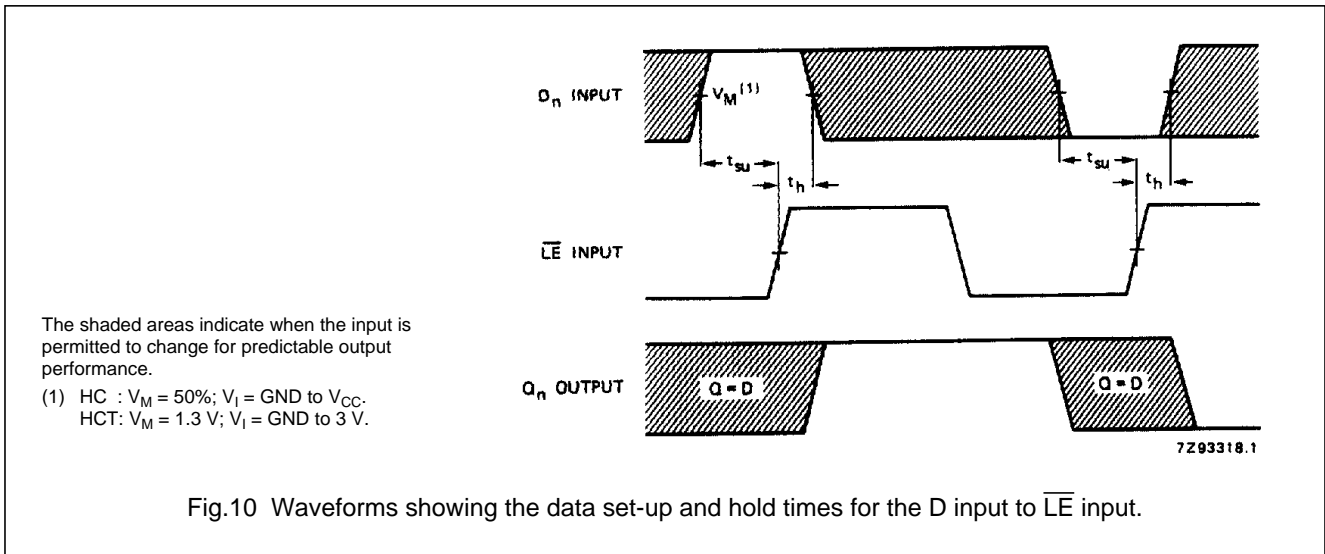 Dn INPUT
VM (1)
tsu
th
tsu
th
L̅E̅ INPUT
The shaded areas indicate when the input is
permitted to change for predictable output
performance.
(1) HC : VM = 50%; VI = GND to VCC.
HCT: VM = 1.3 V; VI = GND to 3 V.
Qn OUTPUT
Q = D
Q = D
7Z93318.1
Fig.10 Waveforms showing the data set-up and hold times for the D input to L̅E̅ input.